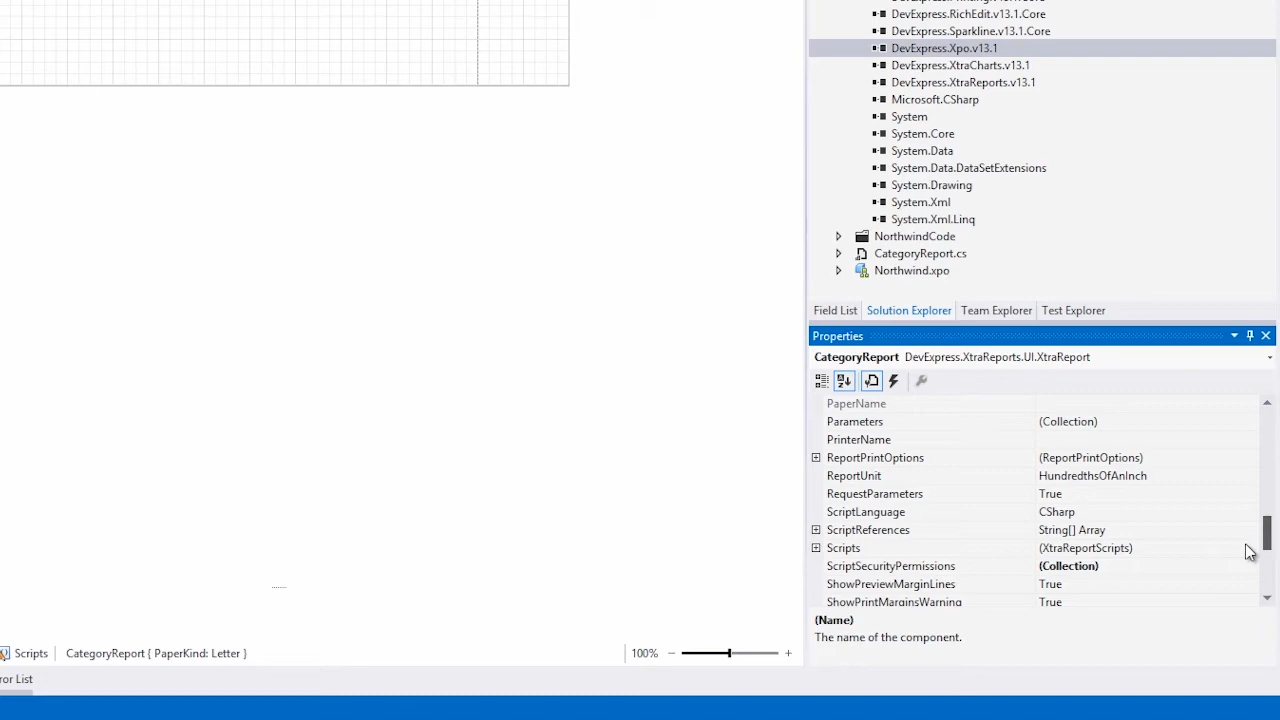 DevExpress.RichEdit.v13.1.Core
DevExpress.Sparkline.v13.1.Core
DevExpress.Xpo.v13.1
DevExpress.XtraCharts.v13.1
DevExpress.XtraReports.v13.1
Microsoft.CSharp
System
System.Core
System.Data
System.Data.DataSetExtensions
System.Drawing
System.Xml
System.Xml.Linq
NorthwindCode
CategoryReport.cs
Northwind.xpo
Field List Solution Explorer Team Explorer Test Explorer
Properties
CategoryReport DevExpress.XtraReports.UI.XtraReport
PaperName
Parameters (Collection)
PrinterName
ReportPrintOptions (ReportPrintOptions)
ReportUnit HundredthsOfAnInch
RequestParameters True
ScriptLanguage CSharp
ScriptReferences String[] Array
Scripts (XtraReportScripts)
ScriptSecurityPermissions (Collection)
ShowPreviewMarginLines True
ShowPrintMarginsWarning True
(Name)
The name of the component.
Scripts CategoryReport { PaperKind: Letter } 100%
ror List